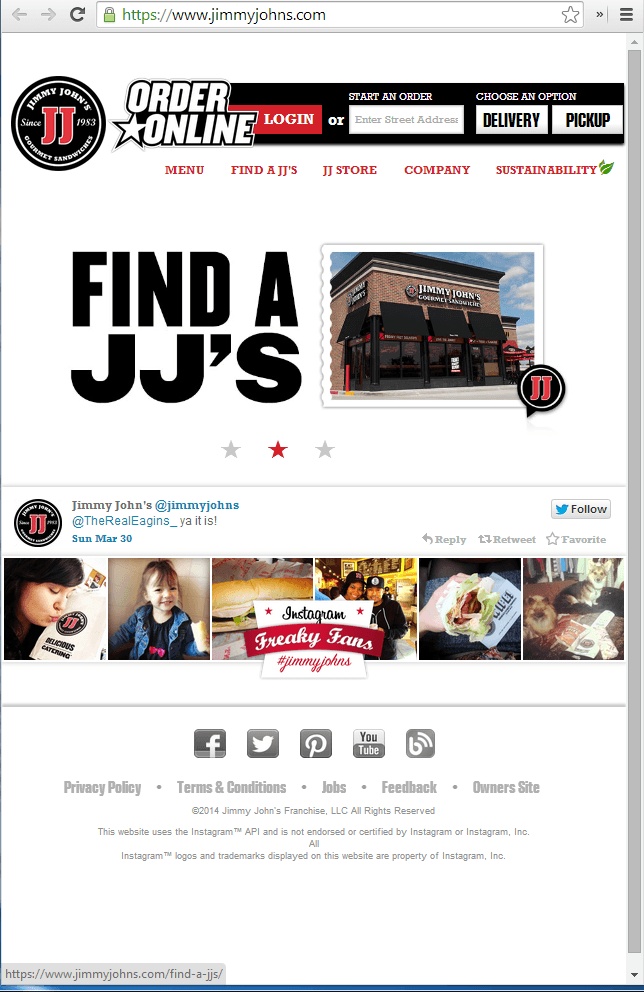 https://www.jimmyjohns.com
JIMMY JOHN'S
Since JJ 1983
GOURMET SANDWICHES
ORDER
ONLINE
LOGIN
or
START AN ORDER
Enter Street Address
CHOOSE AN OPTION
DELIVERY
PICKUP
MENU
FIND A JJ'S
JJ STORE
COMPANY
SUSTAINABILITY
FIND A
JJ'S
JIMMY JOHN'S
GOURMET SANDWICHES
JJ
Jimmy John's @jimmyjohns
@TheRealEagins_ ya it is!
Sun Mar 30
Follow
Reply
Retweet
Favorite
DELICIOUS
CATERING
Instagram
Freaky Fans
#jimmyjohns
You
Tube
Privacy Policy • Terms & Conditions • Jobs • Feedback • Owners Site
©2014 Jimmy John's Franchise, LLC All Rights Reserved
This website uses the Instagram™ API and is not endorsed or certified by Instagram or Instagram, Inc.
All
Instagram™ logos and trademarks displayed on this website are property of Instagram, Inc.
https://www.jimmyjohns.com/find-a-jjs/